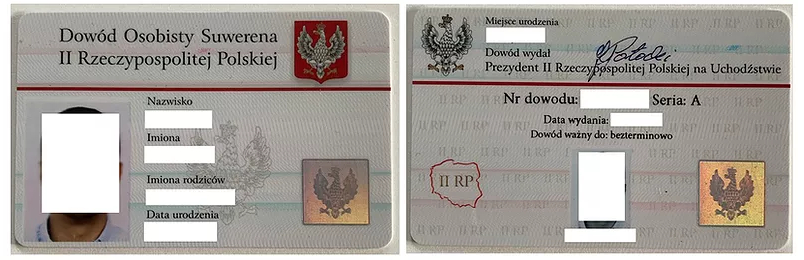 Dowód Osobisty Suwerena
II Rzeczypospolitej Polskiej
Nazwisko
Imiona
Imiona rodziców
Data urodzenia
Miejsce urodzenia
Dowód wydał
Prezydent II Rzeczypospolitej Polskiej na Uchodźstwie
Nr dowodu: Seria: A
Data wydania:
Dowód ważny do: bezterminowo
II RP